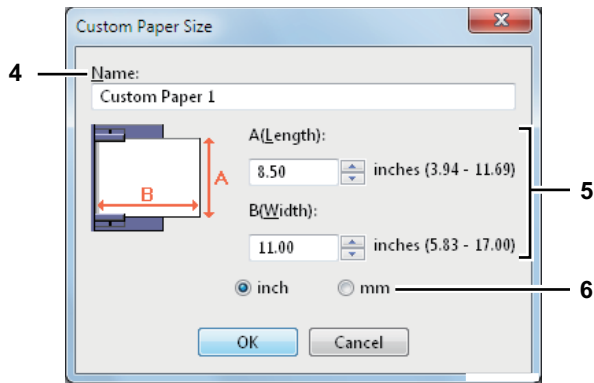 Custom Paper Size
X
4
Name:
Custom Paper 1
A(Length):
8.50 inches (3.94 - 11.69)
A
B
5
B(Width):
11.00 inches (5.83 - 17.00)
inch mm
6
OK Cancel